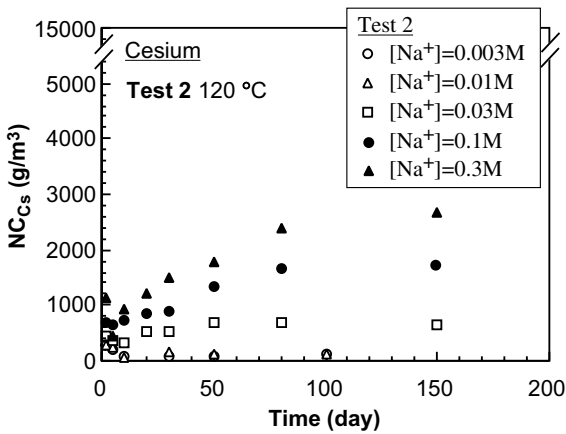 15000
5000
4000
3000
2000
1000
0
NC_Cs (g/m³)
Cesium
Test 2 120 °C
Test 2
[Na⁺]=0.003M
[Na⁺]=0.01M
[Na⁺]=0.03M
[Na⁺]=0.1M
[Na⁺]=0.3M
0 50 100 150 200
Time (day)